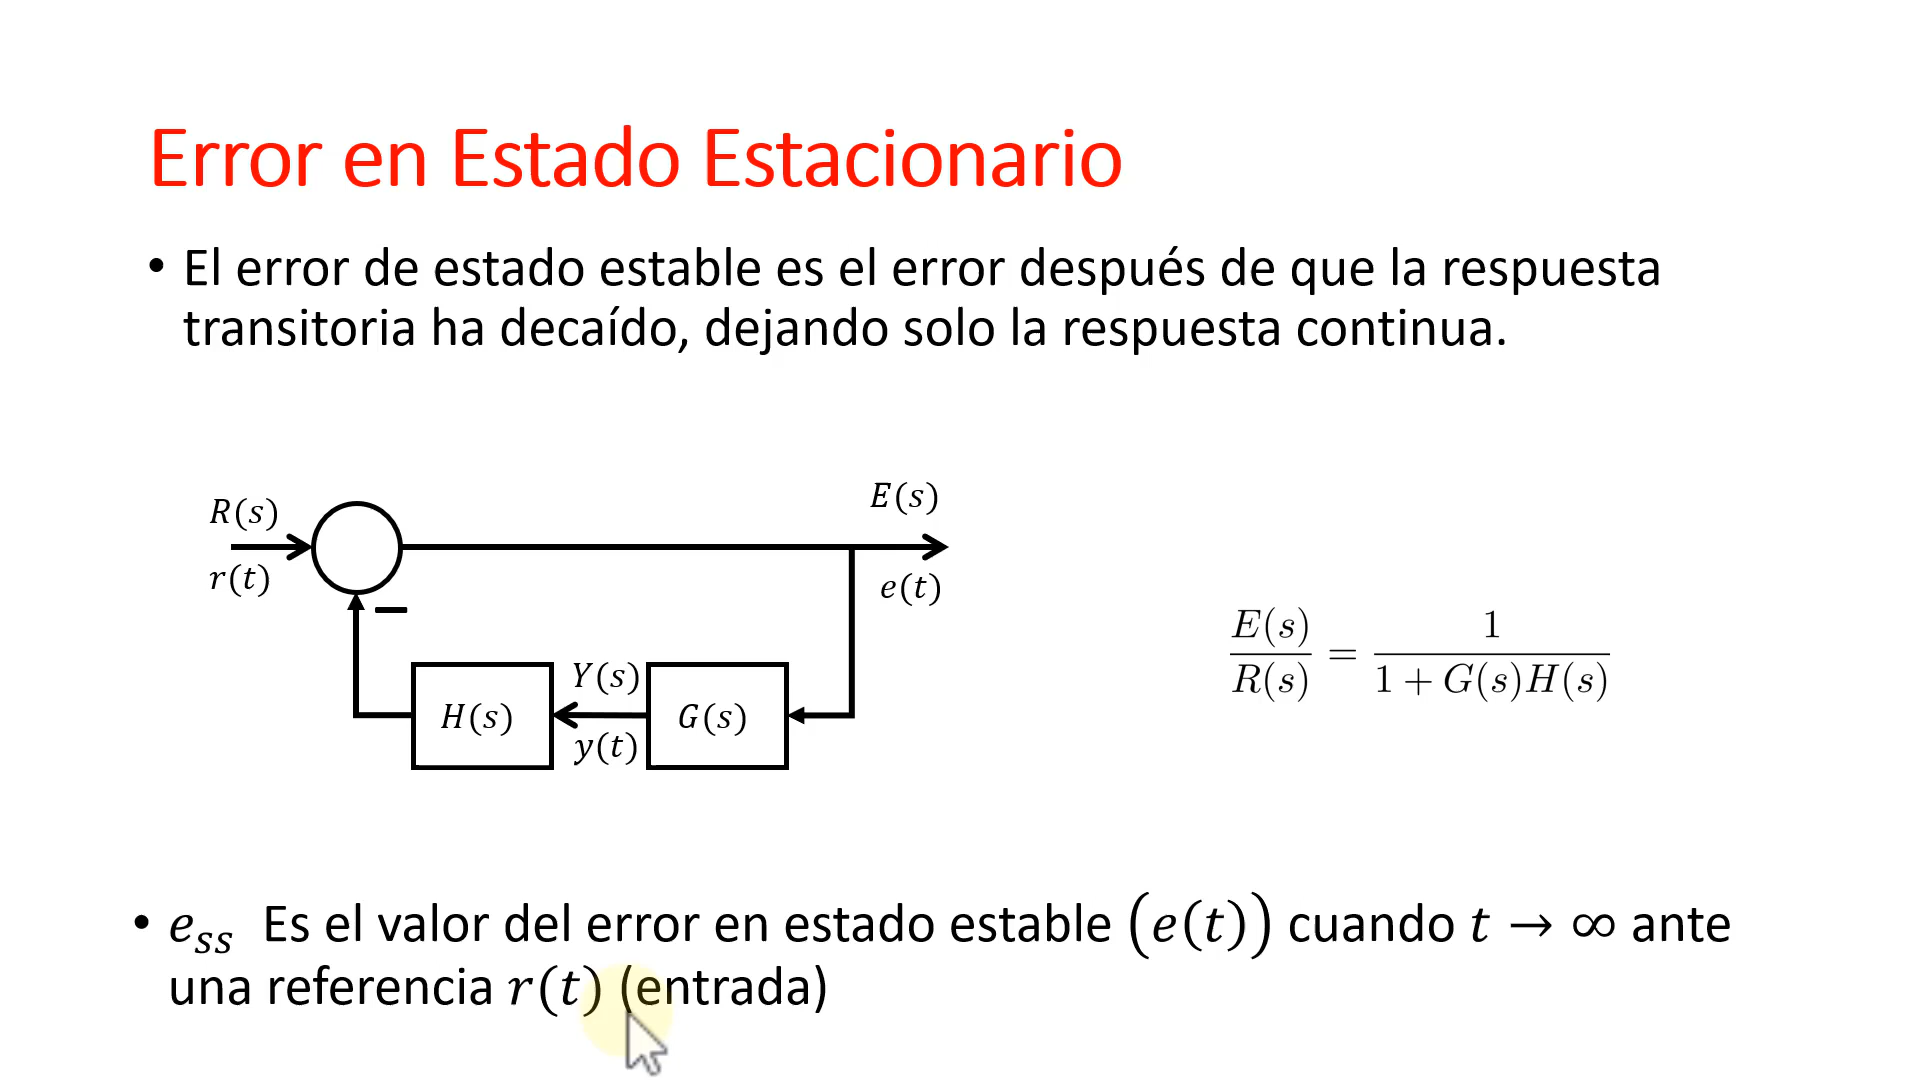 Error en Estado Estacionario
• El error de estado estable es el error después de que la respuesta
transitoria ha decaído, dejando solo la respuesta continua.
R(s)
r(t)
E(s)
e(t)
−
H(s)
Y(s)
y(t)
G(s)
E(s)/R(s) = 1/(1 + G(s)H(s))
• e_ss Es el valor del error en estado estable (e(t)) cuando t → ∞ ante
una referencia r(t) (entrada)